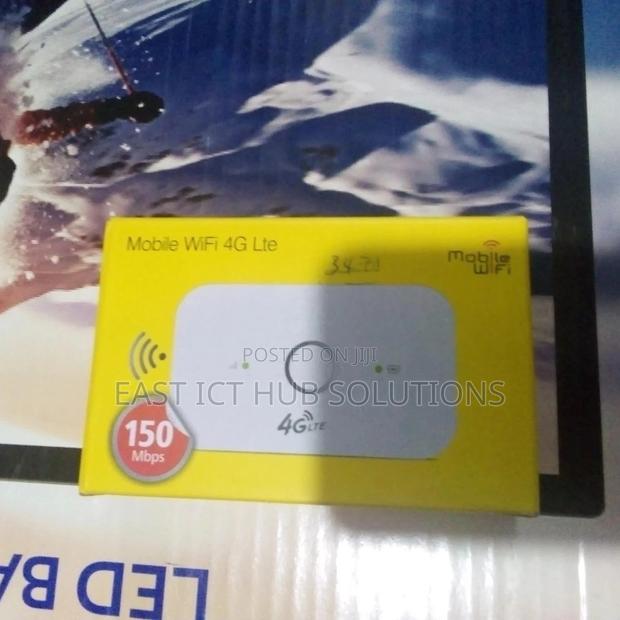 Mobile WiFi 4G Lte
Mobile
WiFi
POSTED ON JIJI
EAST ICT HUB SOLUTIONS
150
Mbps
4G LTE
LED BA